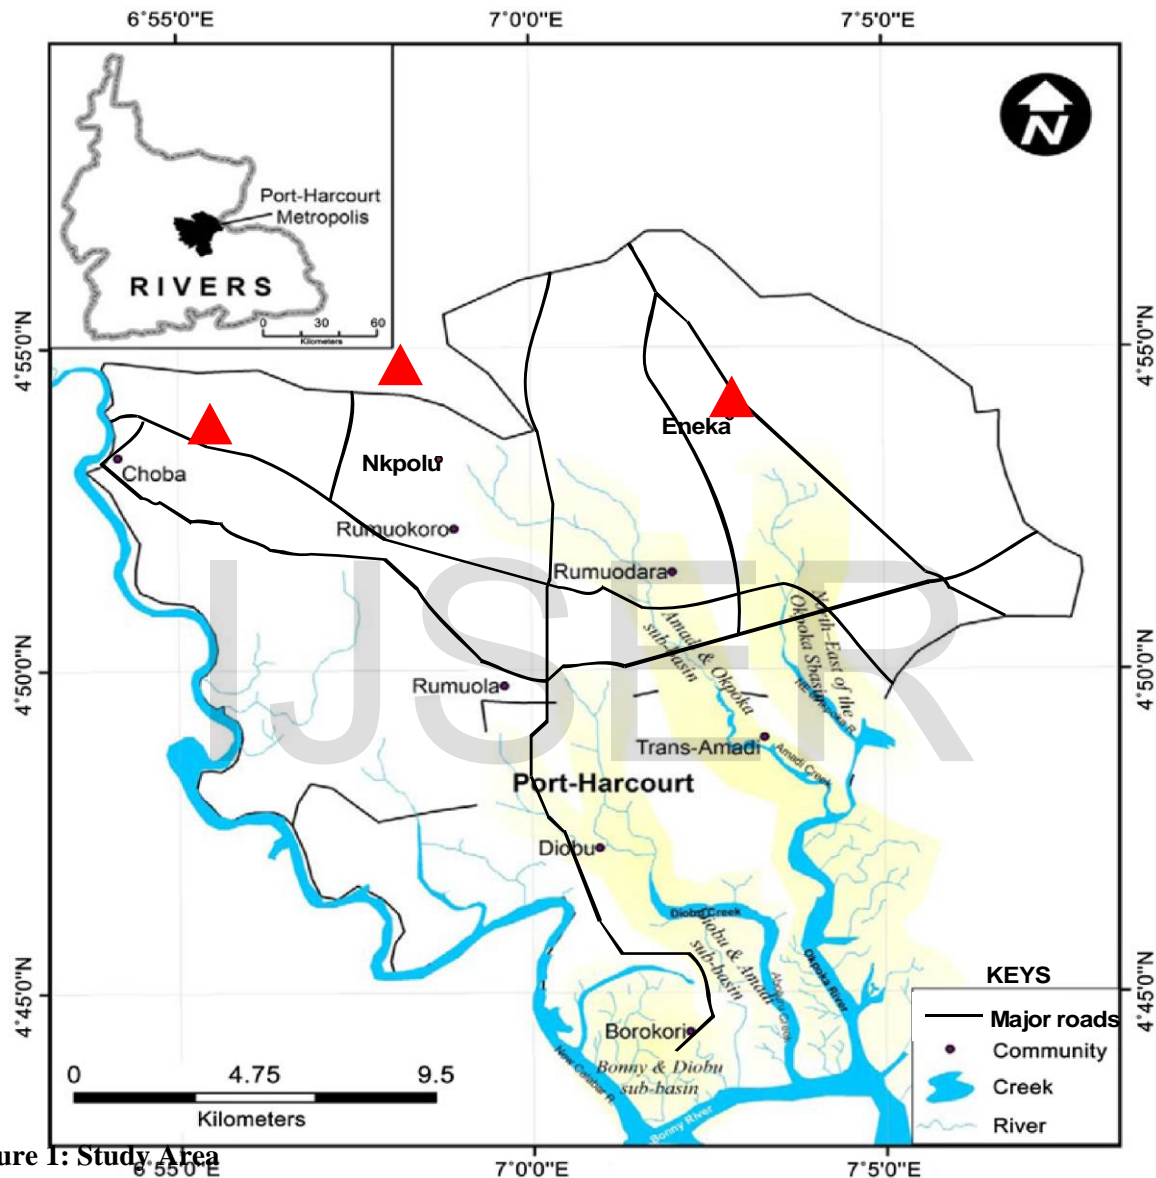 6°55'0"E
7°0'0"E
7°5'0"E
N
Port-Harcourt
Metropolis
RIVERS
0 30 60
Kilometers
4°55'0"N
4°55'0"N
Eneka
Nkpolu
Choba
Rumuokoro
Rumuodara
IJSER
North-East of the
Okpoka Sbasin
Amadi & Okpoka
sub-basin
4°50'0"N
4°50'0"N
Rumuola
Trans-Amadi
Amadi Creek
Port-Harcourt
Diobu
Diobu Creek
Diobu & Amadi
sub-basin
Okpoka River
4°45'0"N
4°45'0"N
KEYS
Major roads
Community
Creek
River
Borokori
New Calabar R.
Bonny & Diobu
sub-basin
Bonny River
0 4.75 9.5
Kilometers
ure 1: Study Area
6°55'0"E
7°0'0"E
7°5'0"E